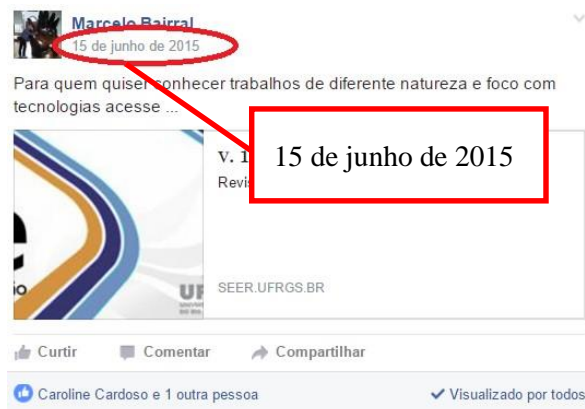 Marcelo Bairral
15 de junho de 2015
Para quem quiser conhecer trabalhos de diferente natureza e foco com
tecnologias acesse ...
15 de junho de 2015
v. 1
SEER.UFRGS.BR
Curtir Comentar Compartilhar
Caroline Cardoso e 1 outra pessoa Visualizado por todos